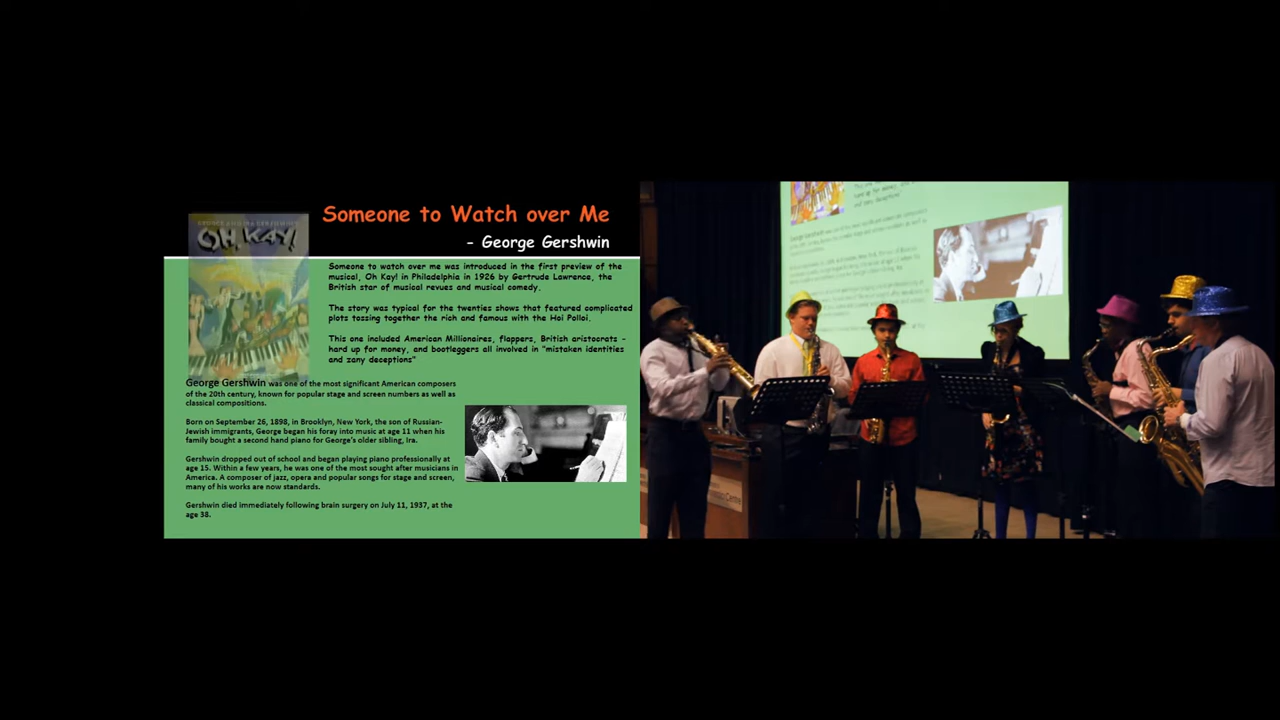 GEORGE AND IRA GERSHWIN'S
OH, KAY!
Someone to Watch over Me
- George Gershwin
Someone to watch over me was introduced in the first preview of the
musical, Oh Kay! in Philadelphia in 1926 by Gertrude Lawrence, the
British star of musical revues and musical comedy.
The story was typical for the twenties shows that featured complicated
plots tossing together the rich and famous with the Hoi Polloi.
This one included American Millionaires, flappers, British aristocrats -
hard up for money, and bootleggers all involved in "mistaken identities
and zany deceptions"
George Gershwin was one of the most significant American composers
of the 20th century, known for popular stage and screen numbers as well as
classical compositions.
Born on September 26, 1898, in Brooklyn, New York, the son of Russian-
Jewish immigrants, George began his foray into music at age 11 when his
family bought a second hand piano for George's older sibling, Ira.
Gershwin dropped out of school and began playing piano professionally at
age 15. Within a few years, he was one of the most sought after musicians in
America. A composer of jazz, opera and popular songs for stage and screen,
many of his works are now standards.
Gershwin died immediately following brain surgery on July 11, 1937, at the
age 38.
Centre